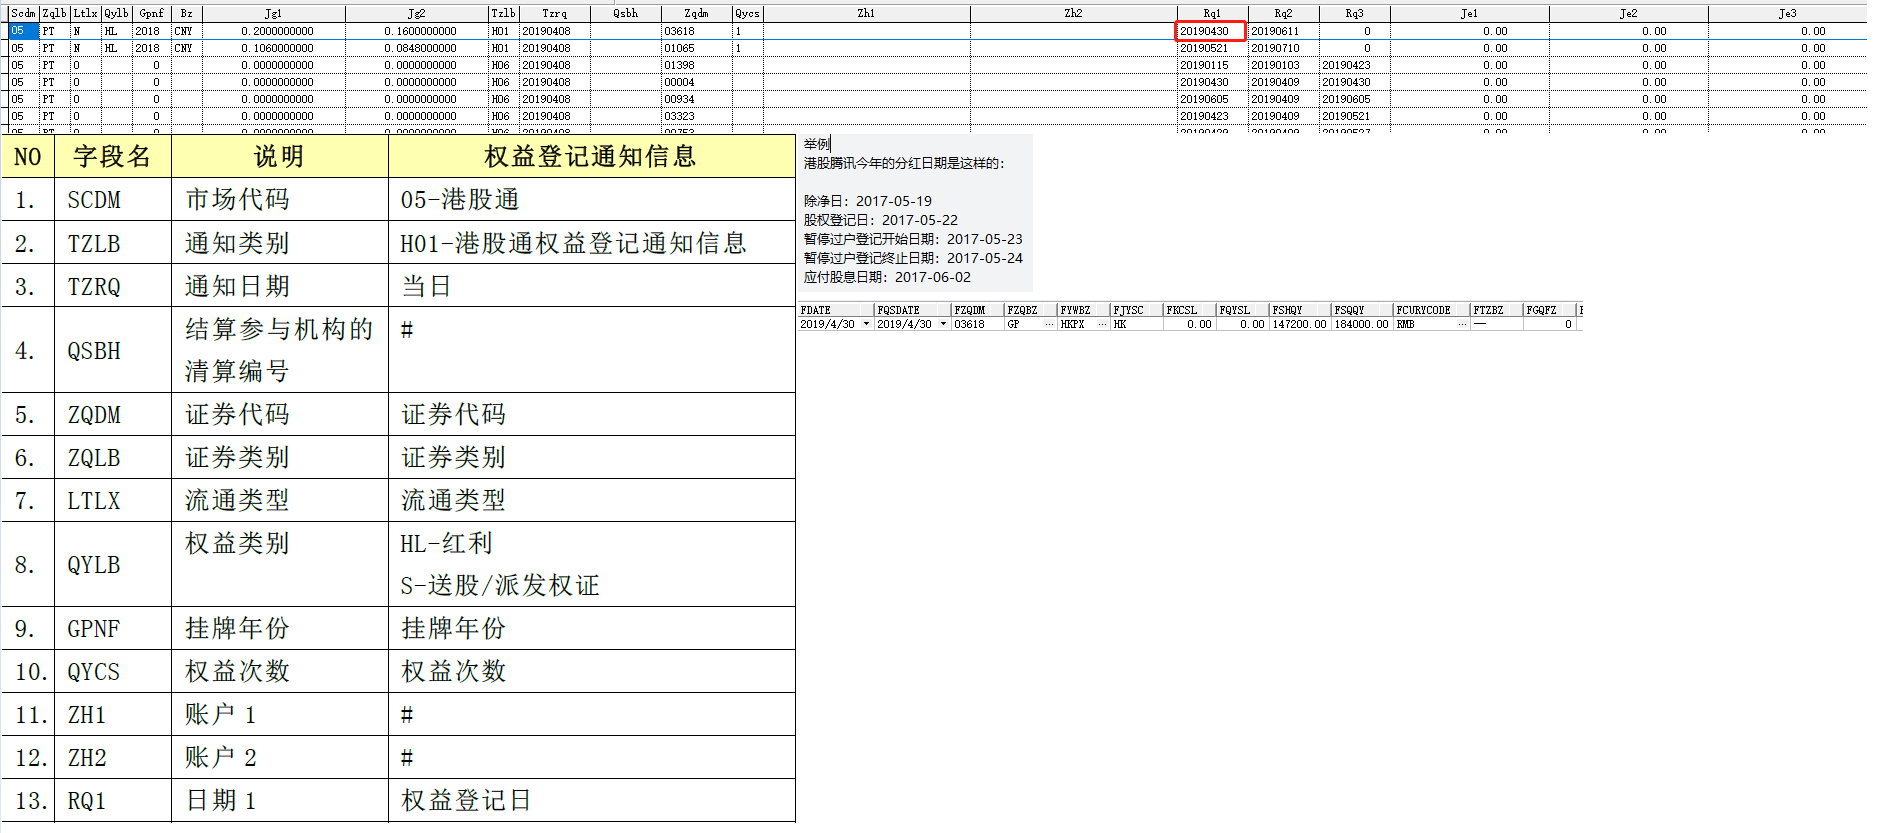 Scdm Zqlb Ltlx Qylb Gpnf Bz Jg1 Jg2 Tzlb Tzrq Qsbh Zqdm Qycs Zh1 Zh2 Rq1 Rq2 Rq3 Je1 Je2 Je3
05 PT N HL 2018 CNY 0.2000000000 0.1600000000 H01 20190408 03618 1 20190430 20190611 0 0.00 0.00 0.00
05 PT N HL 2018 CNY 0.1060000000 0.0848000000 H01 20190408 01065 1 20190521 20190710 0 0.00 0.00 0.00
05 PT 0 0 0.0000000000 0.0000000000 H06 20190408 01398 20190115 20190103 20190423 0.00 0.00 0.00
05 PT 0 0 0.0000000000 0.0000000000 H06 20190408 00004 20190430 20190409 20190430 0.00 0.00 0.00
05 PT 0 0 0.0000000000 0.0000000000 H06 20190408 00934 20190605 20190409 20190605 0.00 0.00 0.00
05 PT 0 0 0.0000000000 0.0000000000 H06 20190408 03323 20190423 20190409 20190521 0.00 0.00 0.00
NO 字段名 说明 权益登记通知信息
1. SCDM 市场代码 05-港股通
2. TZLB 通知类别 H01-港股通权益登记通知信息
3. TZRQ 通知日期 当日
4. QSBH 结算参与机构的 #
清算编号
5. ZQDM 证券代码 证券代码
6. ZQLB 证券类别 证券类别
7. LTLX 流通类型 流通类型
8. QYLB 权益类别 HL-红利
S-送股/派发权证
9. GPNF 挂牌年份 挂牌年份
10. QYCS 权益次数 权益次数
11. ZH1 账户1 #
12. ZH2 账户2 #
13. RQ1 日期1 权益登记日
举例
港股腾讯今年的分红日期是这样的：
除净日：2017-05-19
股权登记日：2017-05-22
暂停过户登记开始日期：2017-05-23
暂停过户登记终止日期：2017-05-24
应付股息日期：2017-06-02
FDATE FQSDATE FZQDM FZQBZ FYWBZ FJYSC FKCSL FQYSL FSHQY FSQQY FCURYCODE FTZBZ FGQFZ
2019/4/30 2019/4/30 03618 GP ... HKPX ... HK 0.00 0.00 147200.00 184000.00 RMB ... — 0